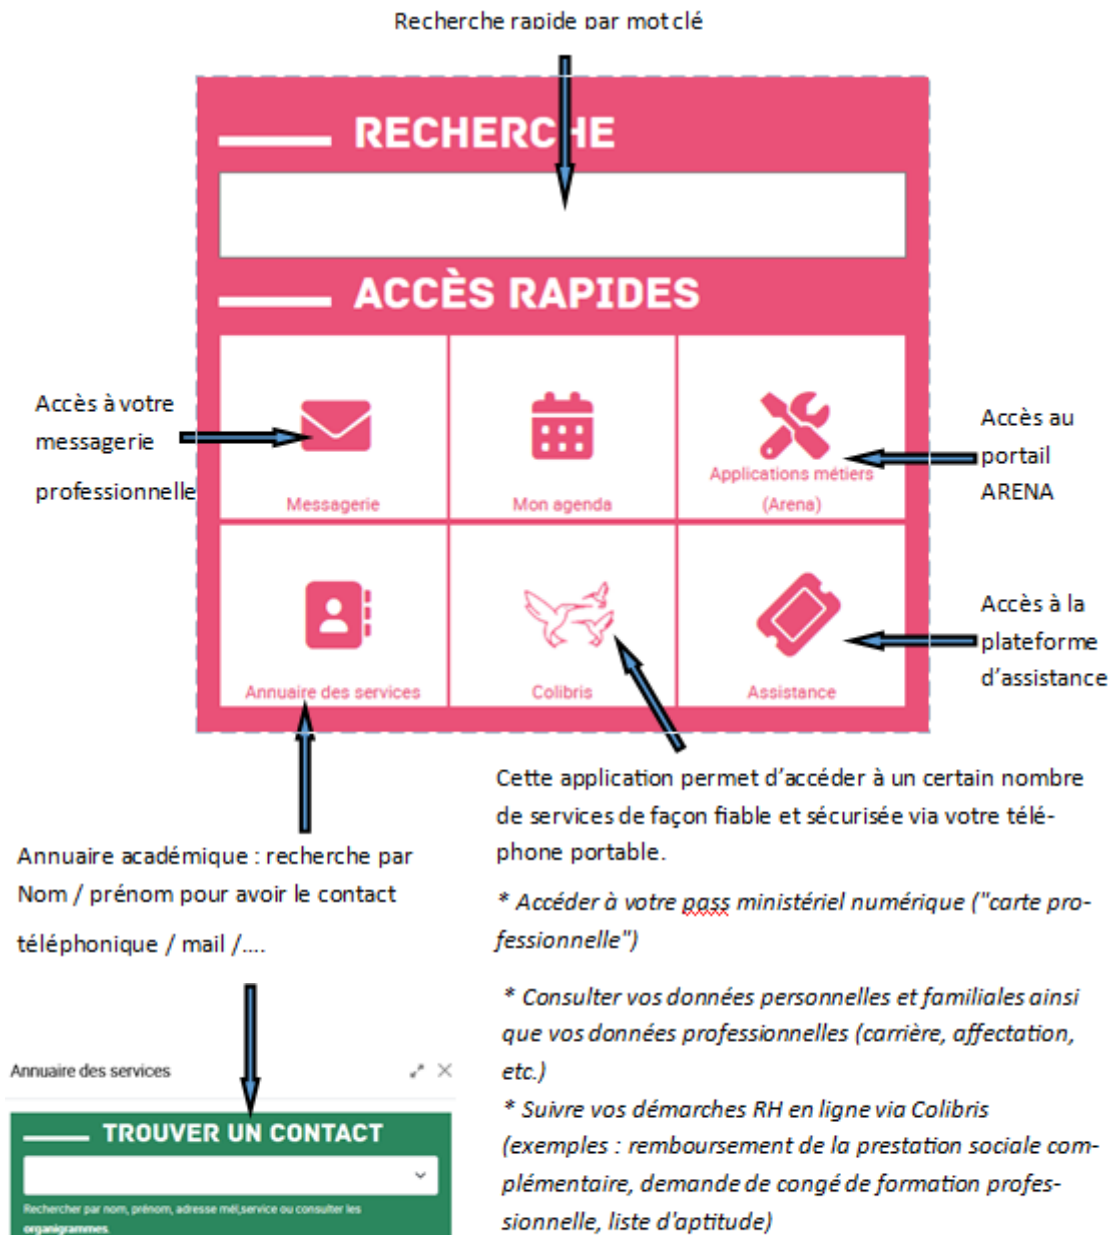 Recherche rapide par mot clé
RECHERCHE
ACCÈS RAPIDES
Accès à votre
messagerie
professionnelle
Messagerie
Mon agenda
Applications métiers
(Arena)
Accès au
portail
ARENA
Annuaire des services
Colibris
Assistance
Accès à la
plateforme
d’assistance
Annuaire académique : recherche par
Nom / prénom pour avoir le contact
téléphonique / mail /....
Cette application permet d’accéder à un certain nombre
de services de façon fiable et sécurisée via votre télé-
phone portable.
* Accéder à votre pass ministériel numérique ("carte pro-
fessionnelle")
* Consulter vos données personnelles et familiales ainsi
que vos données professionnelles (carrière, affectation,
etc.)
* Suivre vos démarches RH en ligne via Colibris
(exemples : remboursement de la prestation sociale com-
plémentaire, demande de congé de formation profes-
sionnelle, liste d'aptitude)
Annuaire des services
TROUVER UN CONTACT
Rechercher par nom, prénom, adresse mél,service ou consulter les
organigrammes.